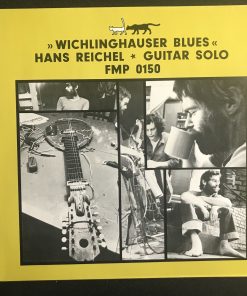 »WICHLINGHAUSER BLUES«
HANS REICHEL * GUITAR SOLO
FMP 0150